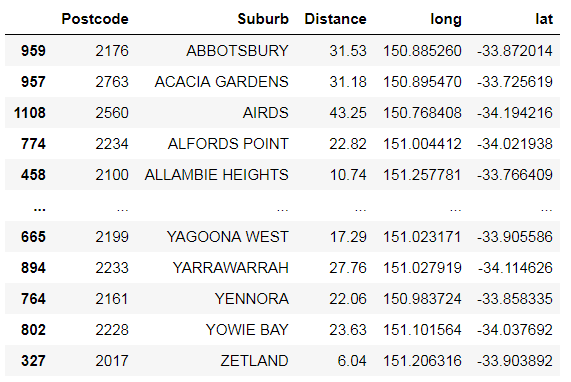 Postcode Suburb Distance long lat
959 2176 ABBOTSBURY 31.53 150.885260 -33.872014
957 2763 ACACIA GARDENS 31.18 150.895470 -33.725619
1108 2560 AIRDS 43.25 150.768408 -34.194216
774 2234 ALFORDS POINT 22.82 151.004412 -34.021938
458 2100 ALLAMBIE HEIGHTS 10.74 151.257781 -33.766409
... ... ... ... ... ...
665 2199 YAGOONA WEST 17.29 151.023171 -33.905586
894 2233 YARRAWARRAH 27.76 151.027919 -34.114626
764 2161 YENNORA 22.06 150.983724 -33.858335
802 2228 YOWIE BAY 23.63 151.101564 -34.037692
327 2017 ZETLAND 6.04 151.206316 -33.903892